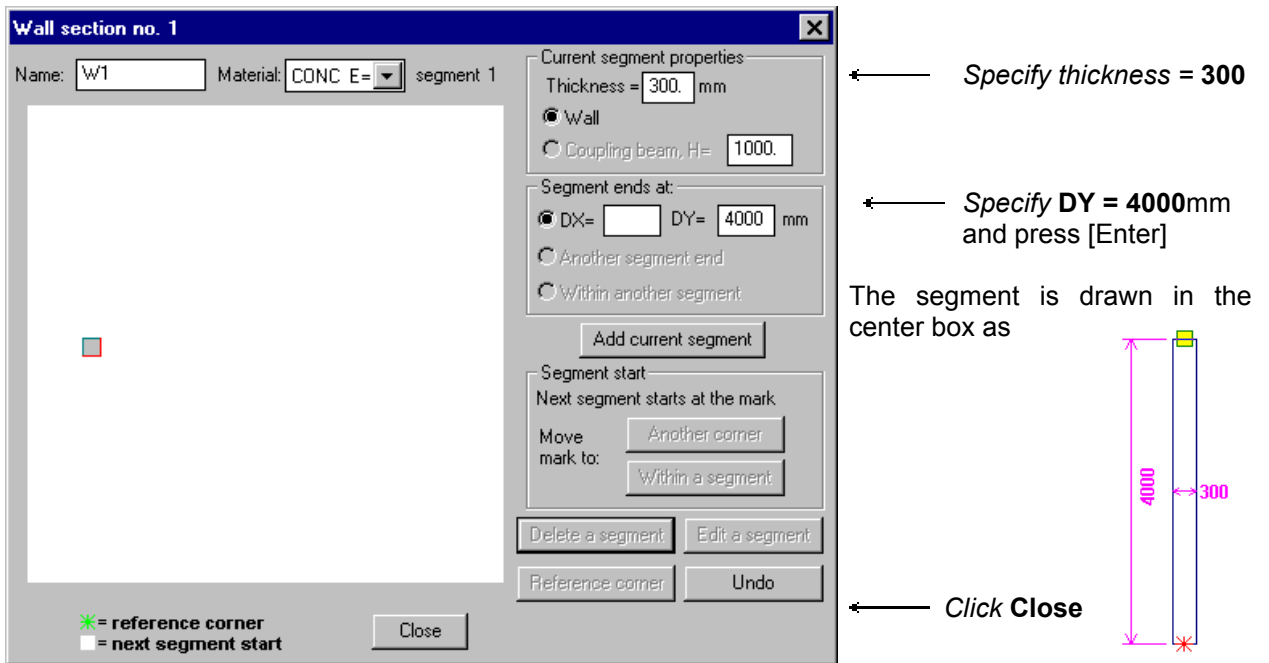 Wall section no. 1
Name: W1 Material: CONC E= segment 1
Current segment properties
Thickness = 300. mm
Wall
Coupling beam, H= 1000.
Segment ends at:
DX= DY= 4000 mm
Another segment end
Within another segment
Add current segment
Segment start
Next segment starts at the mark
Move mark to:
Another corner
Within a segment
Delete a segment Edit a segment
Reference corner Undo
= reference corner
= next segment start
Close
Specify thickness = 300
Specify DY = 4000mm
and press [Enter]
The segment is drawn in the
center box as
4000
300
Click Close